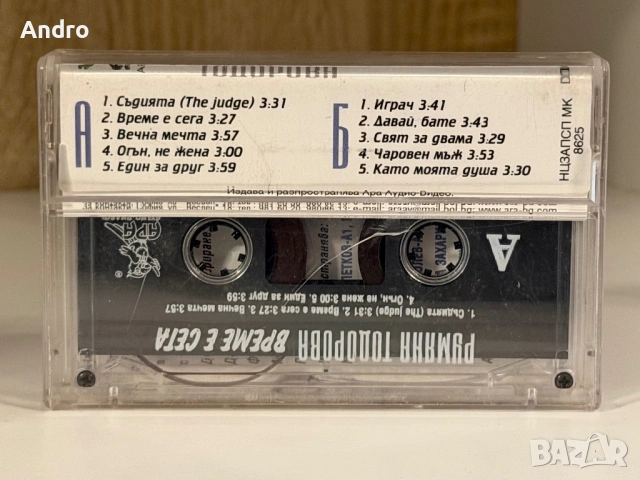 Andro
ТОДОРОВА
А
1. Съдията (The judge) 3:31
2. Време е сега 3:27
3. Вечна мечта 3:57
4. Огън, не жена 3:00
5. Един за друг 3:59
Б
1. Играч 3:41
2. Давай, бате 3:43
3. Свят за двама 3:29
4. Чаровен мъж 3:53
5. Като моята душа 3:30
НЦЗАПСП МК
8625
Издава и разпространява Ара Аудио-Видео.
А
1. Съдията (The judge) 3:31 2. Време е сега 3:27 3. Вечна мечта 3:57
4. Огън, не жена 3:00 5. Един за друг 3:59
РУМЯНА ТОДОРОВА ВРЕМЕ Е СЕГА
BAZAR